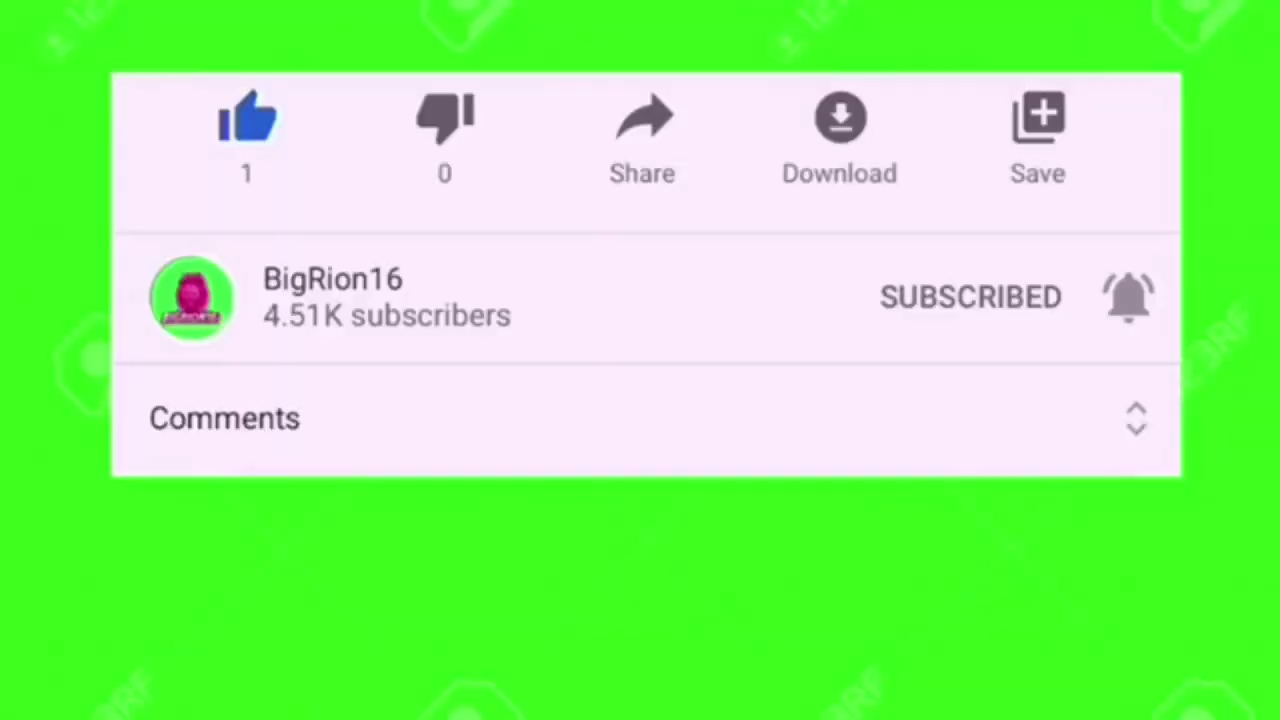 1
0
Share
Download
Save
BigRion16
4.51K subscribers
SUBSCRIBED
Comments